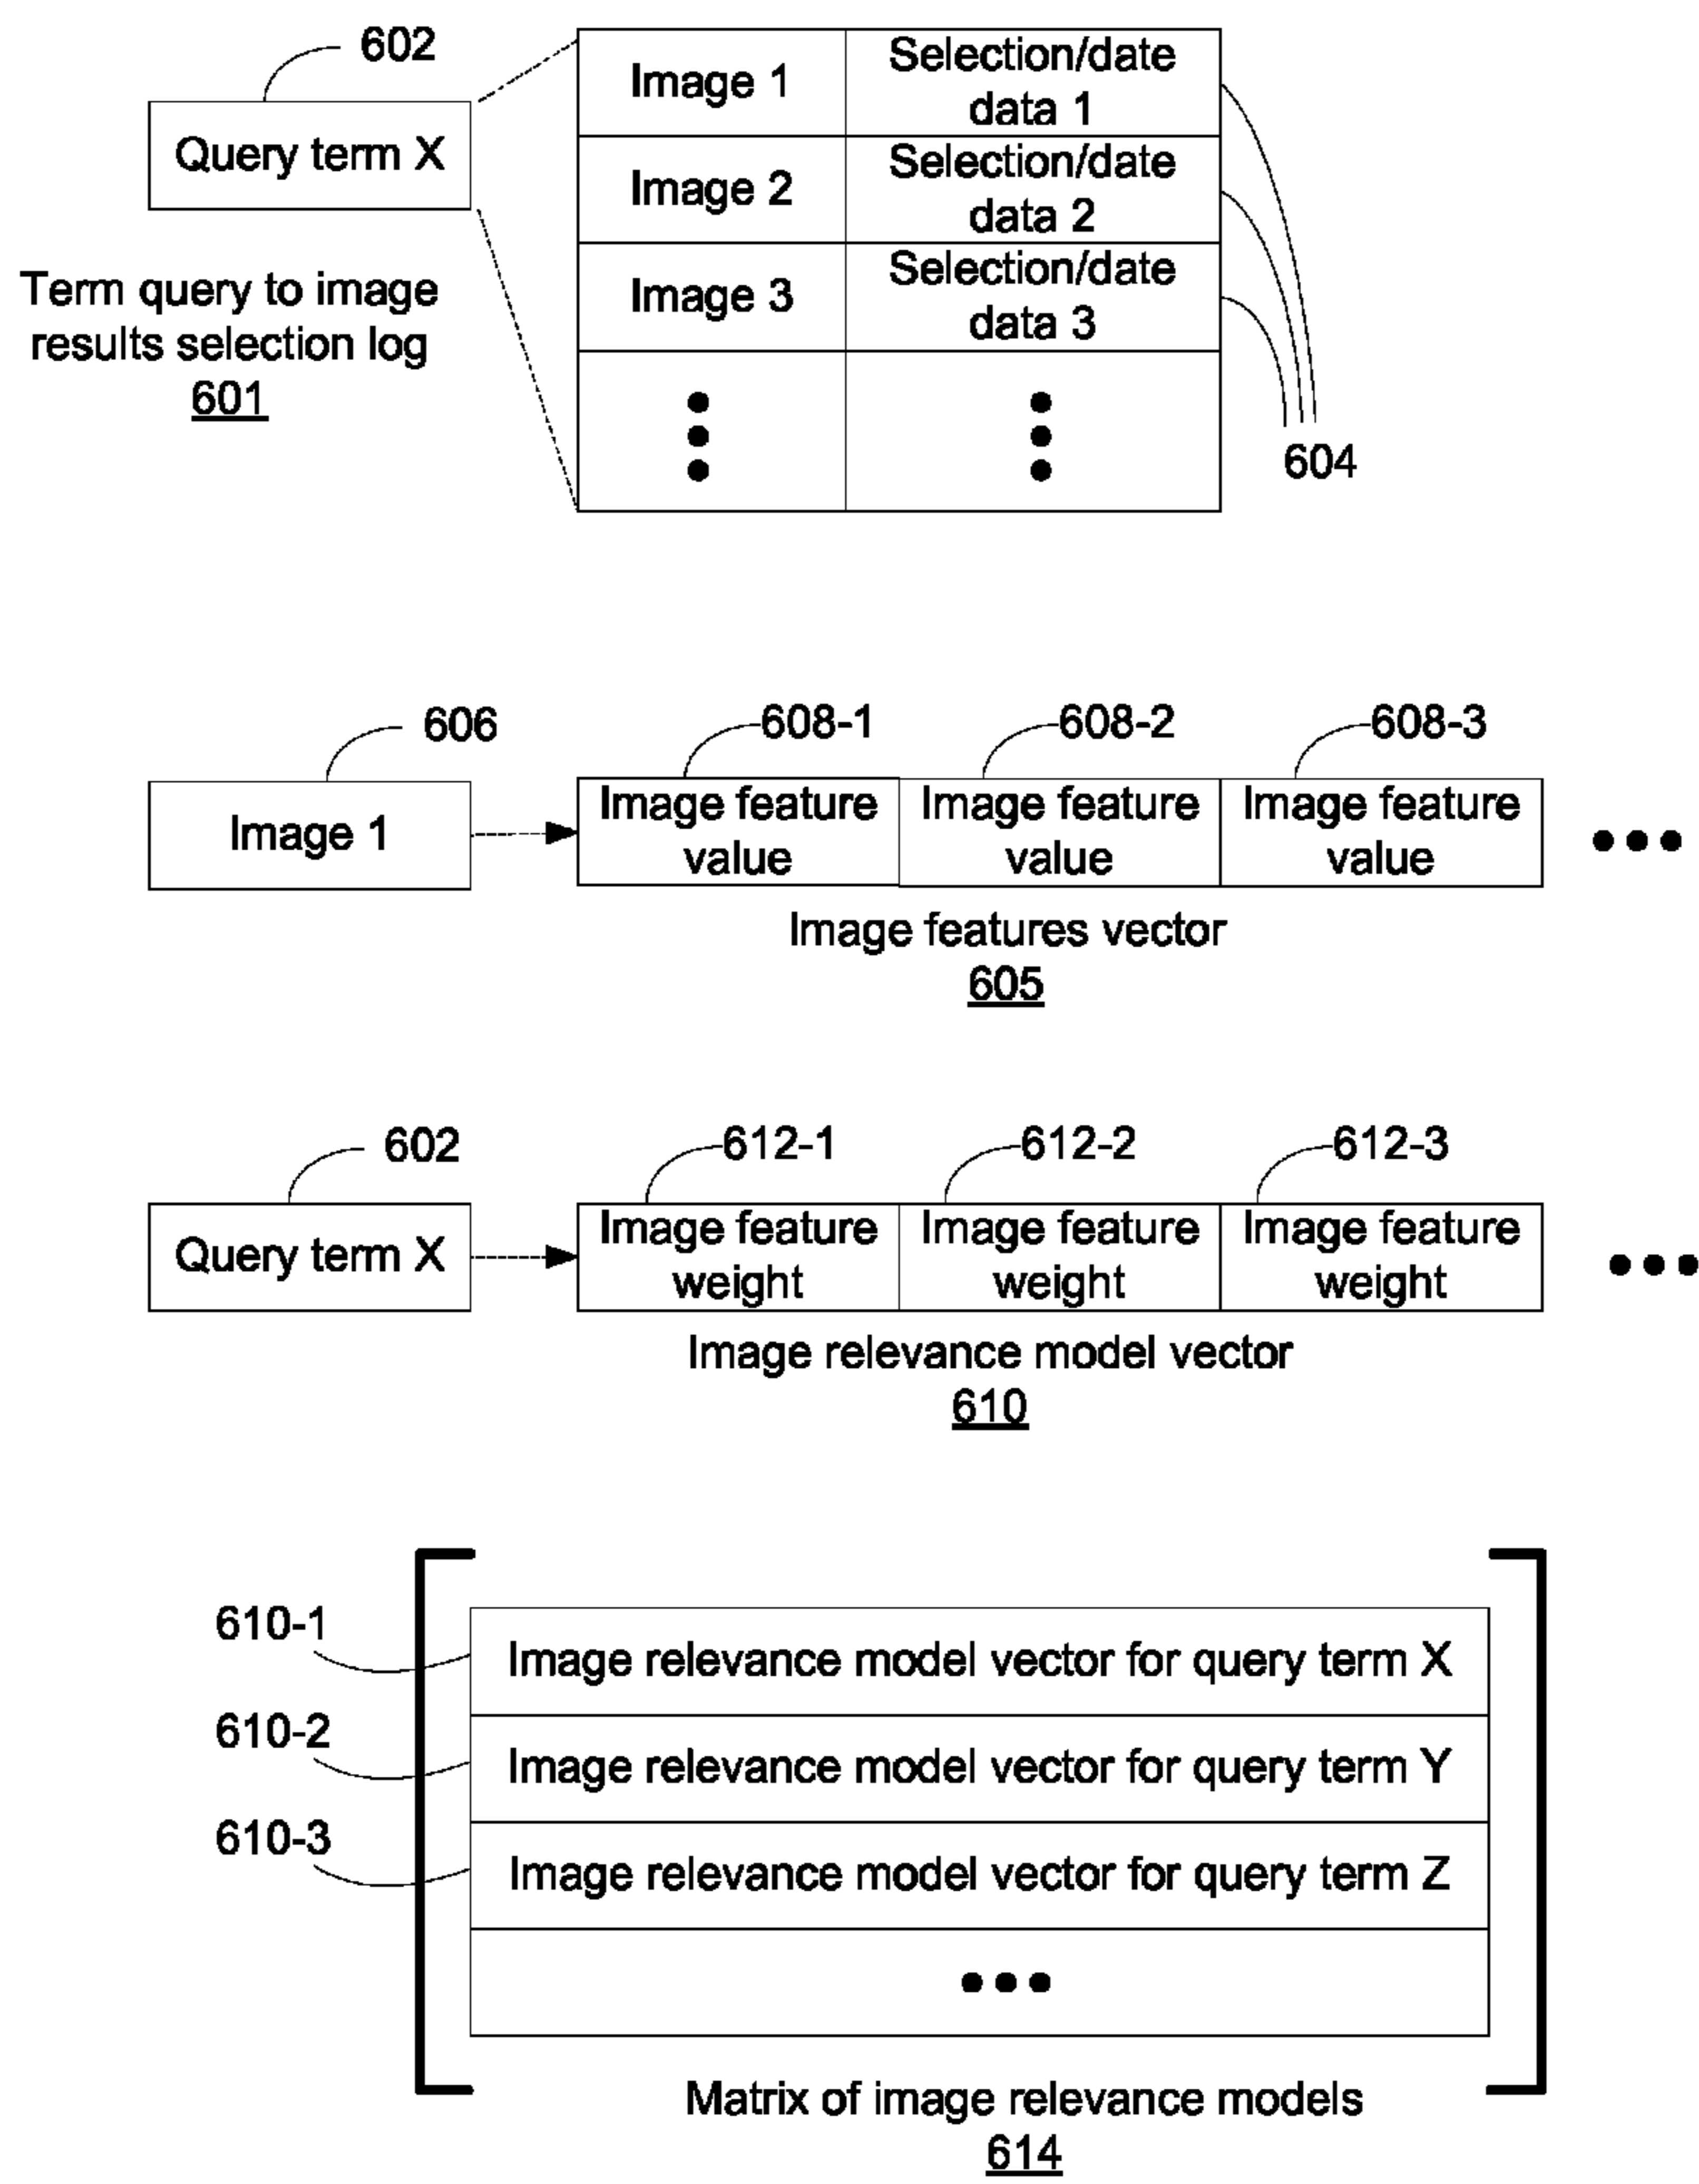 602
Query term X
Term query to image
results selection log
601
Image 1
Selection/date
data 1
Image 2
Selection/date
data 2
Image 3
Selection/date
data 3
604
606
Image 1
608-1
608-2
608-3
Image feature
value
Image feature
value
Image feature
value
Image features vector
605
602
Query term X
612-1
612-2
612-3
Image feature
weight
Image feature
weight
Image feature
weight
Image relevance model vector
610
610-1
Image relevance model vector for query term X
610-2
Image relevance model vector for query term Y
610-3
Image relevance model vector for query term Z
Matrix of image relevance models
614